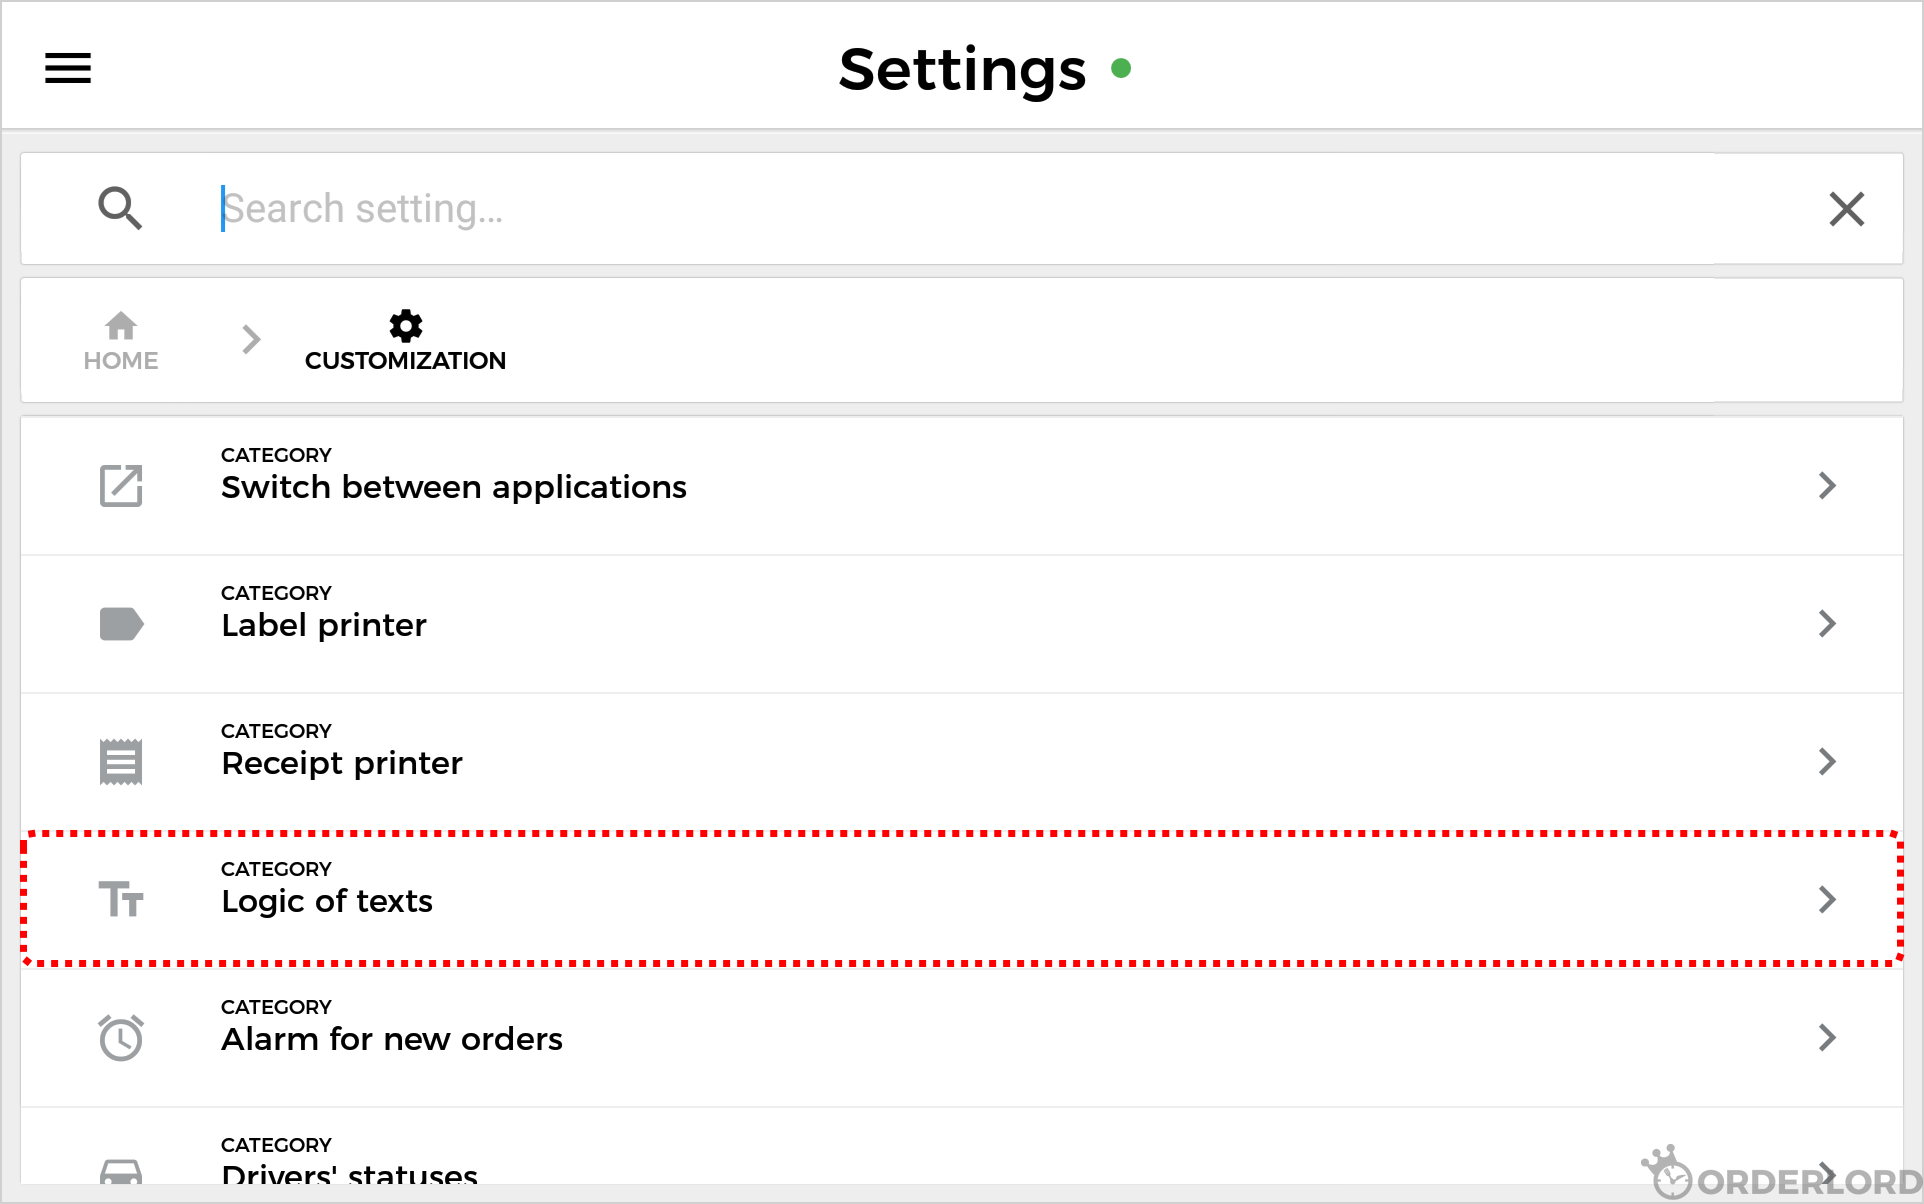 Settings
Search setting...
HOME
CUSTOMIZATION
CATEGORY
Switch between applications
CATEGORY
Label printer
CATEGORY
Receipt printer
CATEGORY
Logic of texts
CATEGORY
Alarm for new orders
CATEGORY
Drivers' statuses
ORDERLORD